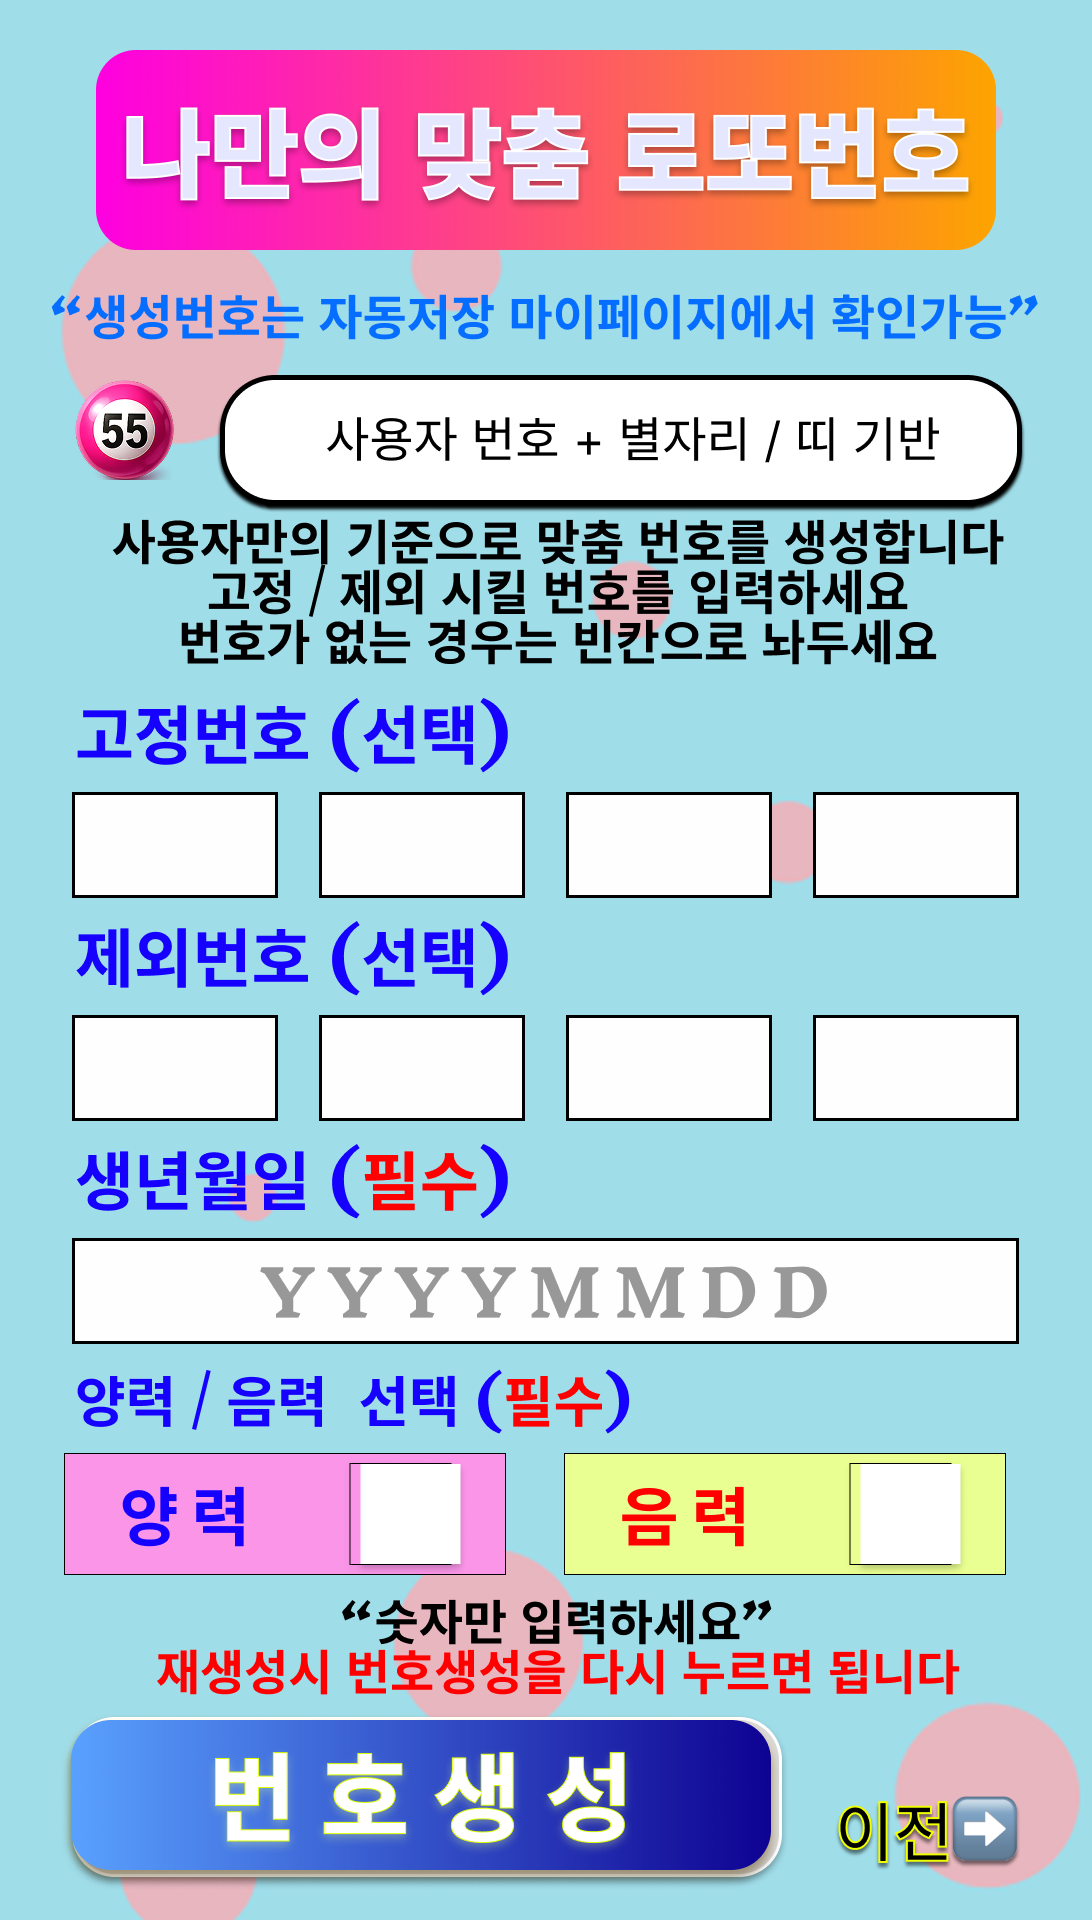 나만의 맞춤 로또번호
“생성번호는 자동저장 마이페이지에서 확인가능”
55
사용자 번호 + 별자리 / 띠 기반
사용자만의 기준으로 맞춤 번호를 생성합니다
고정 / 제외 시킬 번호를 입력하세요
번호가 없는 경우는 빈칸으로 놔두세요
고정번호 (선택)
제외번호 (선택)
생년월일 (필수)
YYYYMMDD
양력 / 음력 선택 (필수)
양력 음력
“숫자만 입력하세요”
재생성시 번호생성을 다시 누르면 됩니다
번호생성
이전➡